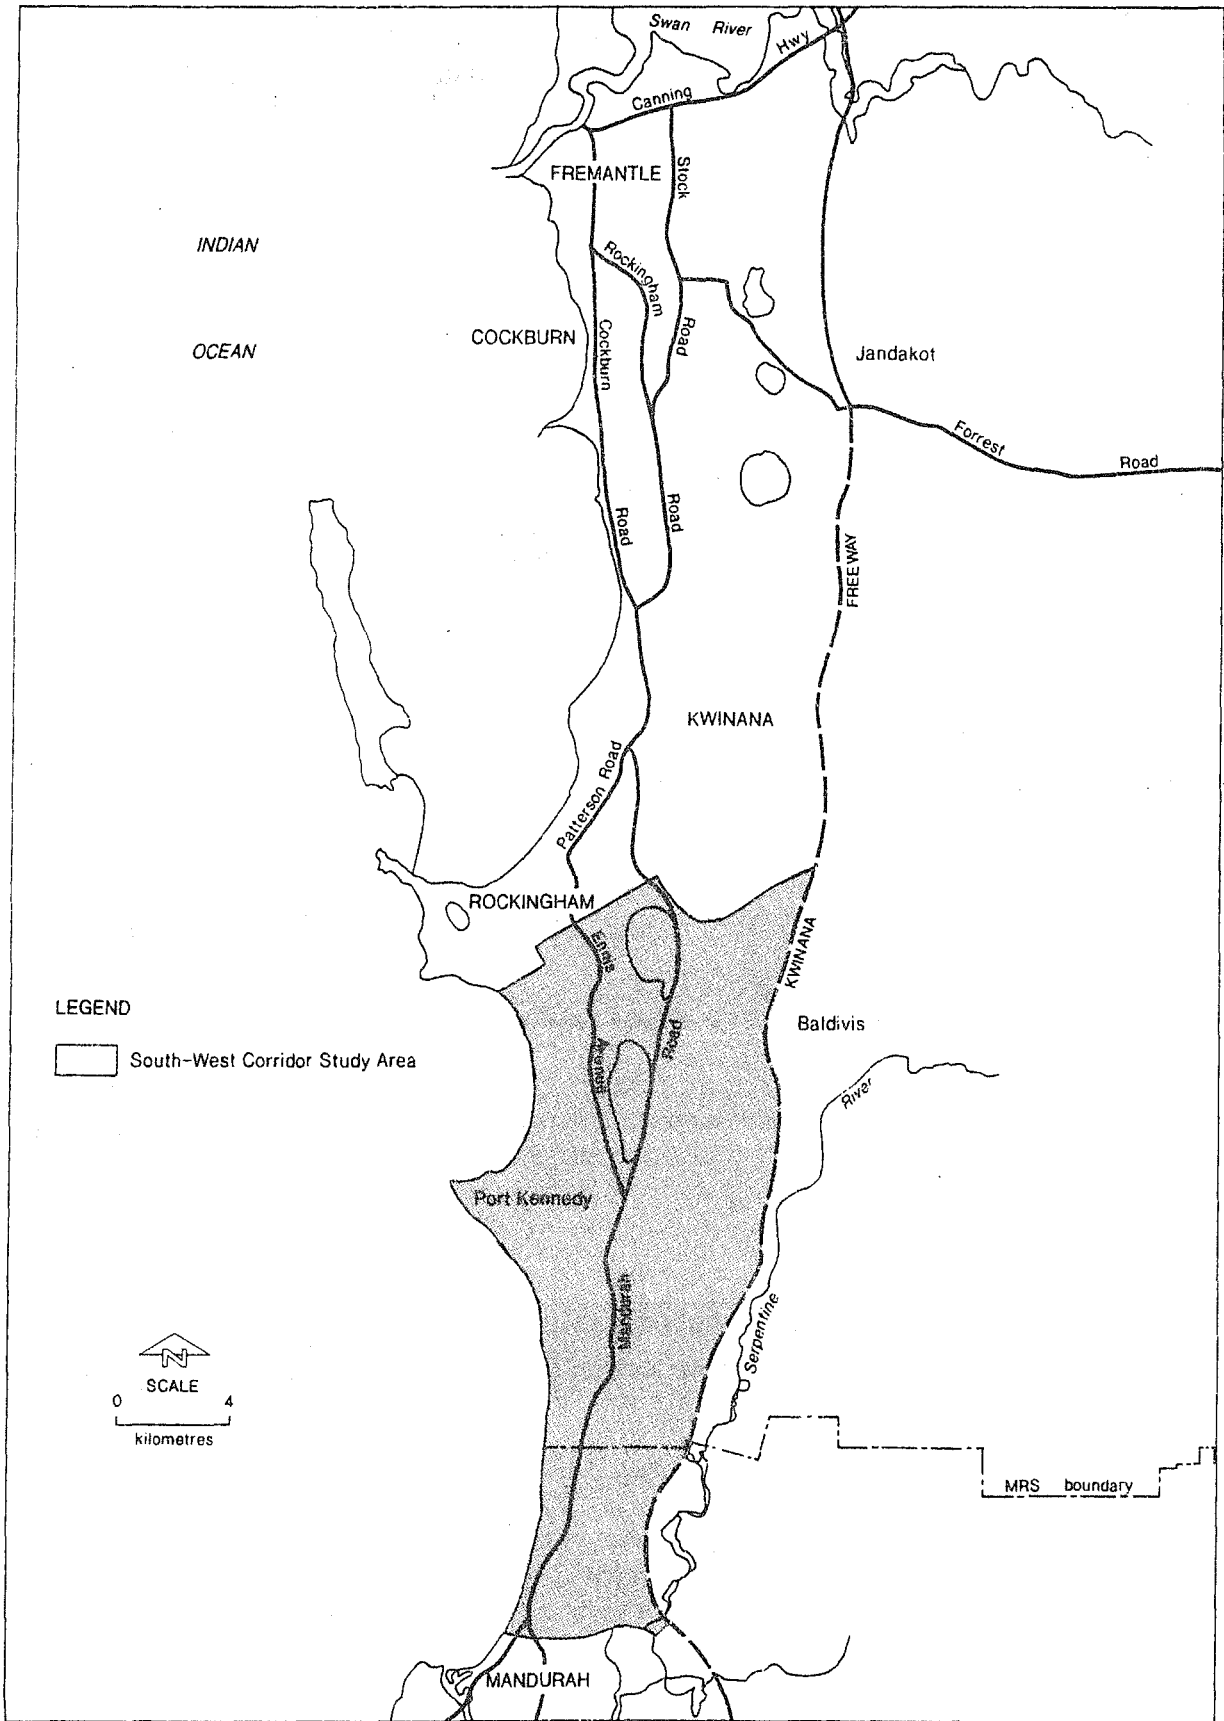 Swan River
Hwy
Canning
FREMANTLE
Stock
INDIAN
Rockingham
OCEAN
COCKBURN
Cockburn
Road
Jandakot
Forrest
Road
Road
Road
FREEWAY
KWINANA
Patterson Road
ROCKINGHAM
Ennis
KWINANA
LEGEND
South-West Corridor Study Area
Baldivis
Road
Avenue
River
Port Kennedy
Mandurah
Serpentine
N
SCALE
0 4
kilometres
MRS boundary
MANDURAH